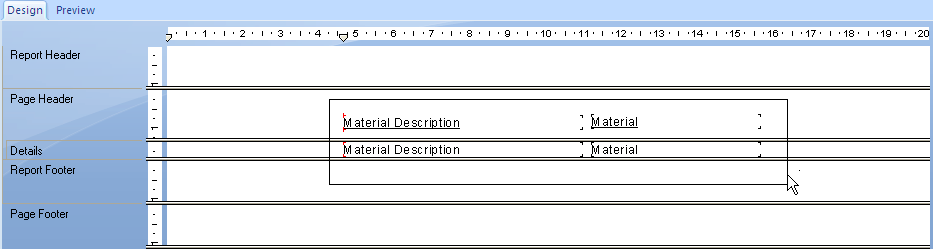 Design Preview
1 2 3 4 5 6 7 8 9 10 11 12 13 14 15 16 17 18 19 20
Report Header
Page Header
Material Description Material
Details Material Description Material
Report Footer
Page Footer